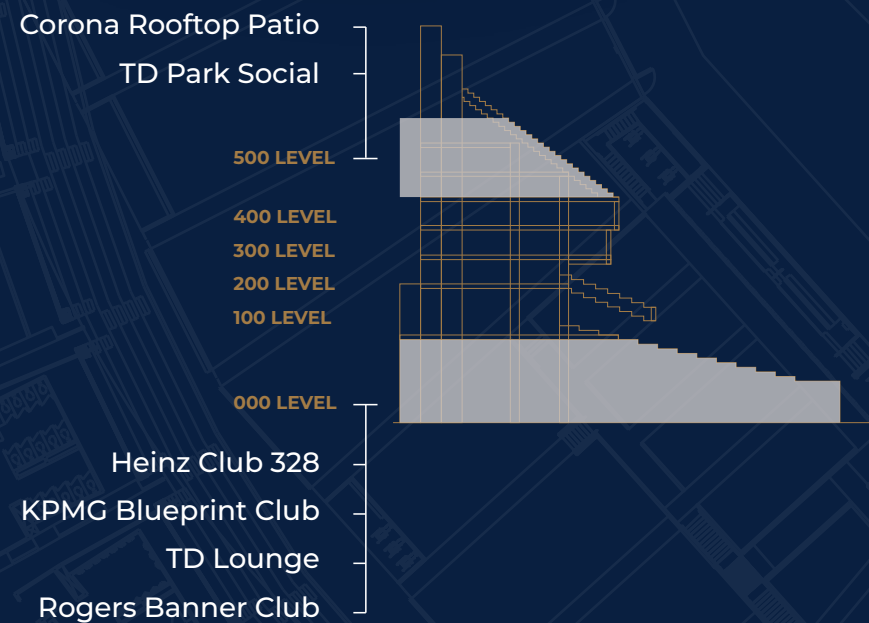 Corona Rooftop Patio
TD Park Social
500 LEVEL
400 LEVEL
300 LEVEL
200 LEVEL
100 LEVEL
000 LEVEL
Heinz Club 328
KPMG Blueprint Club
TD Lounge
Rogers Banner Club